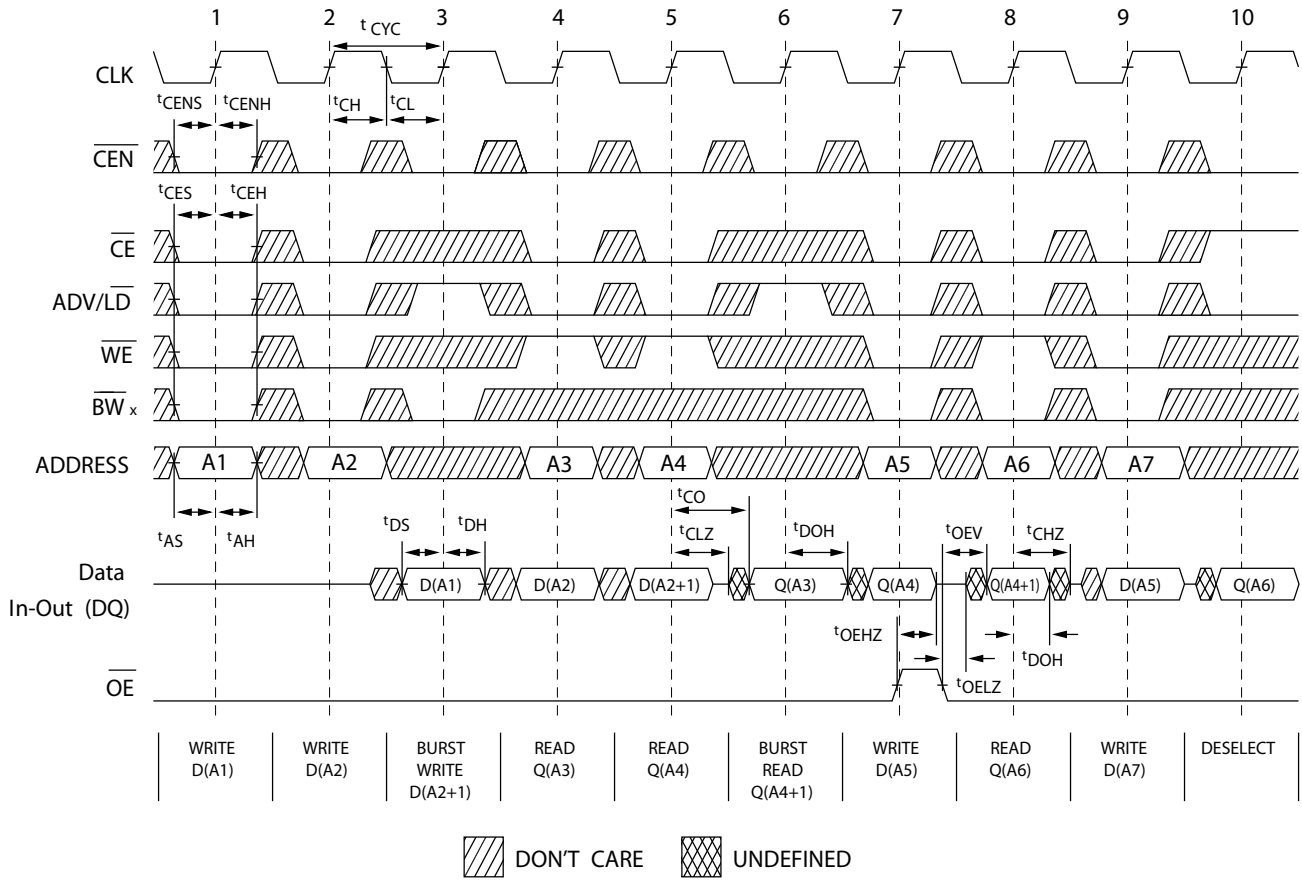 1 2 3 4 5 6 7 8 9 10
t CYC
CLK
tCENS tCENH tCH tCL
CEN
tCES tCEH
CE
ADV/LD
WE
BW x
ADDRESS A1 A2 A3 A4 A5 A6 A7
tAS tAH tDS tDH tCO tCLZ tDOH tOEV tCHZ
Data
In-Out (DQ)
D(A1) D(A2) D(A2+1) Q(A3) Q(A4) Q(A4+1) D(A5) Q(A6)
tOEHZ tDOH
tOELZ
OE
WRITE
D(A1)
WRITE
D(A2)
BURST
WRITE
D(A2+1)
READ
Q(A3)
READ
Q(A4)
BURST
READ
Q(A4+1)
WRITE
D(A5)
READ
Q(A6)
WRITE
D(A7)
DESELECT
DON'T CARE
UNDEFINED